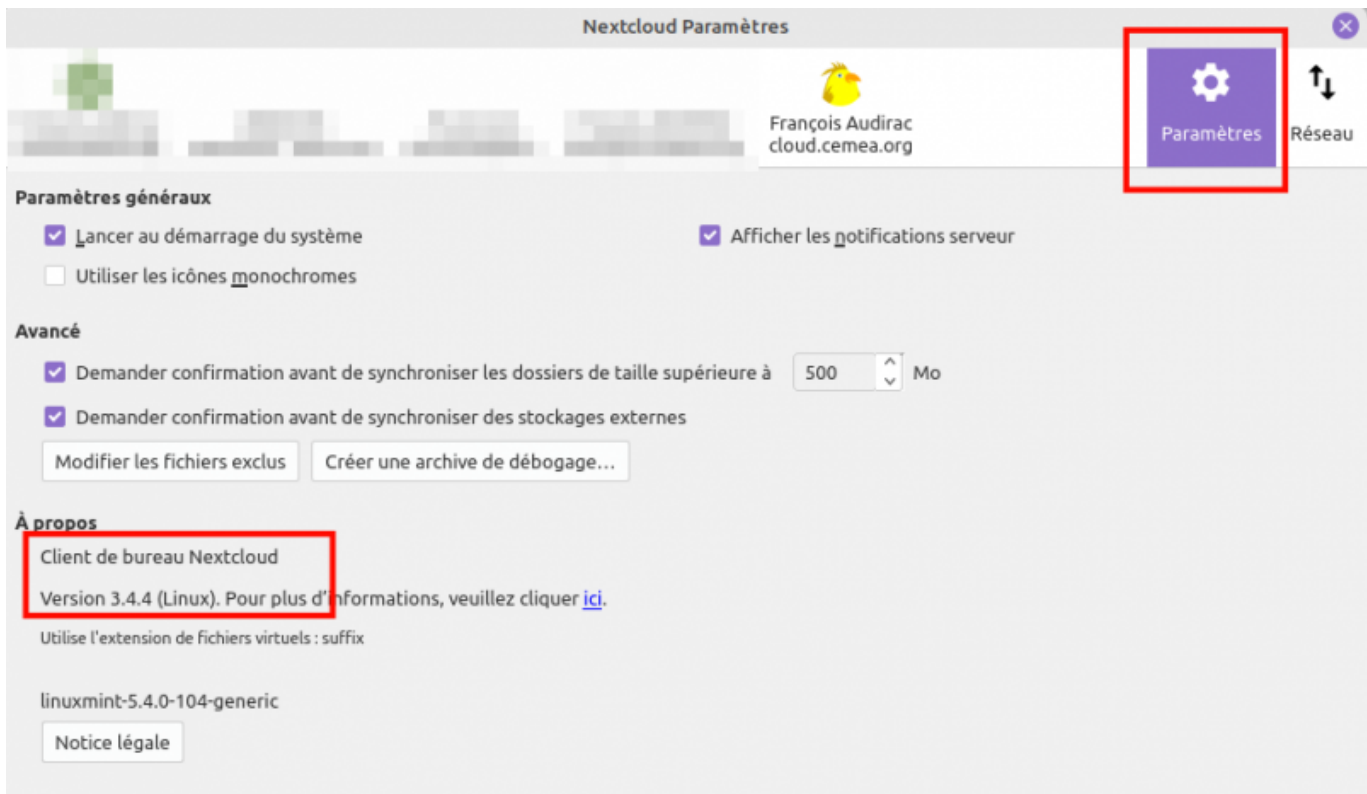 Nextcloud Paramètres
François Audirac
cloud.cemea.org
Paramètres
Réseau
Paramètres généraux
Lancer au démarrage du système
Afficher les notifications serveur
Utiliser les icônes monochromes
Avancé
Demander confirmation avant de synchroniser les dossiers de taille supérieure à 500 Mo
Demander confirmation avant de synchroniser des stockages externes
Modifier les fichiers exclus
Créer une archive de débogage…
À propos
Client de bureau Nextcloud
Version 3.4.4 (Linux). Pour plus d’informations, veuillez cliquer ici.
Utilise l'extension de fichiers virtuels : suffix
linuxmint-5.4.0-104-generic
Notice légale